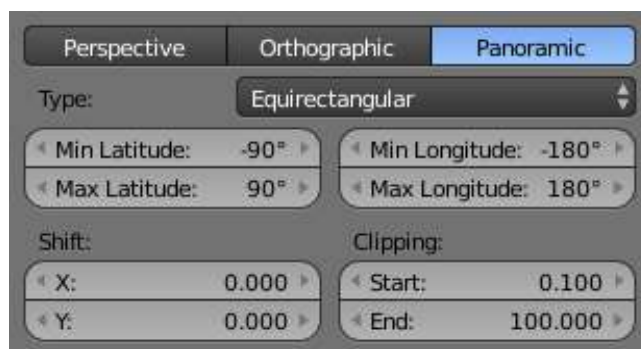 Perspective Orthographic Panoramic
Type: Equirectangular
Min Latitude: -90° Min Longitude: -180°
Max Latitude: 90° Max Longitude: 180°
Shift: Clipping:
X: 0.000 Start: 0.100
Y: 0.000 End: 100.000